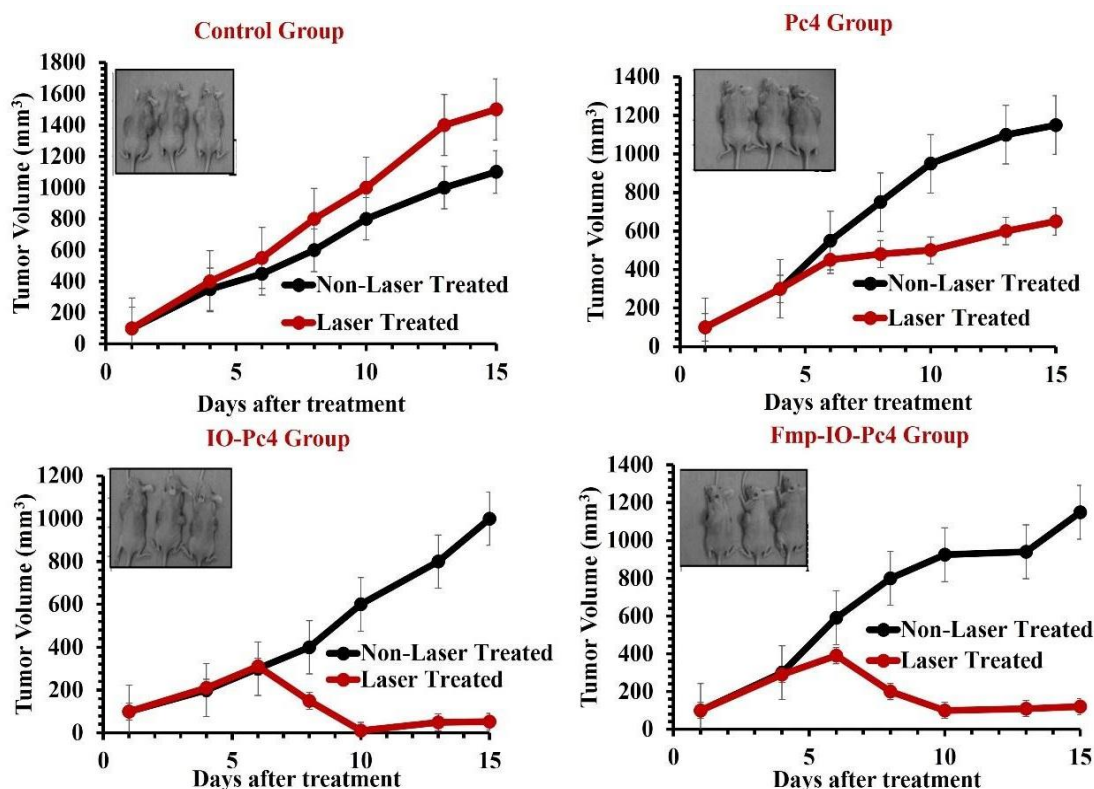 Control Group
Tumor Volume (mm³)
1800
1600
1400
1200
1000
800
600
400
200
0
Non-Laser Treated
Laser Treated
0 5 10 15
Days after treatment
Pc4 Group
Tumor Volume (mm³)
1400
1200
1000
800
600
400
200
0
Non-Laser Treated
Laser Treated
0 5 10 15
Days after treatment
IO-Pc4 Group
Tumor Volume (mm³)
1200
1000
800
600
400
200
0
Non-Laser Treated
Laser Treated
0 5 10 15
Days after treatment
Fmp-IO-Pc4 Group
Tumor Volume (mm³)
1400
1200
1000
800
600
400
200
0
Non-Laser Treated
Laser Treated
0 5 10 15
Days after treatment